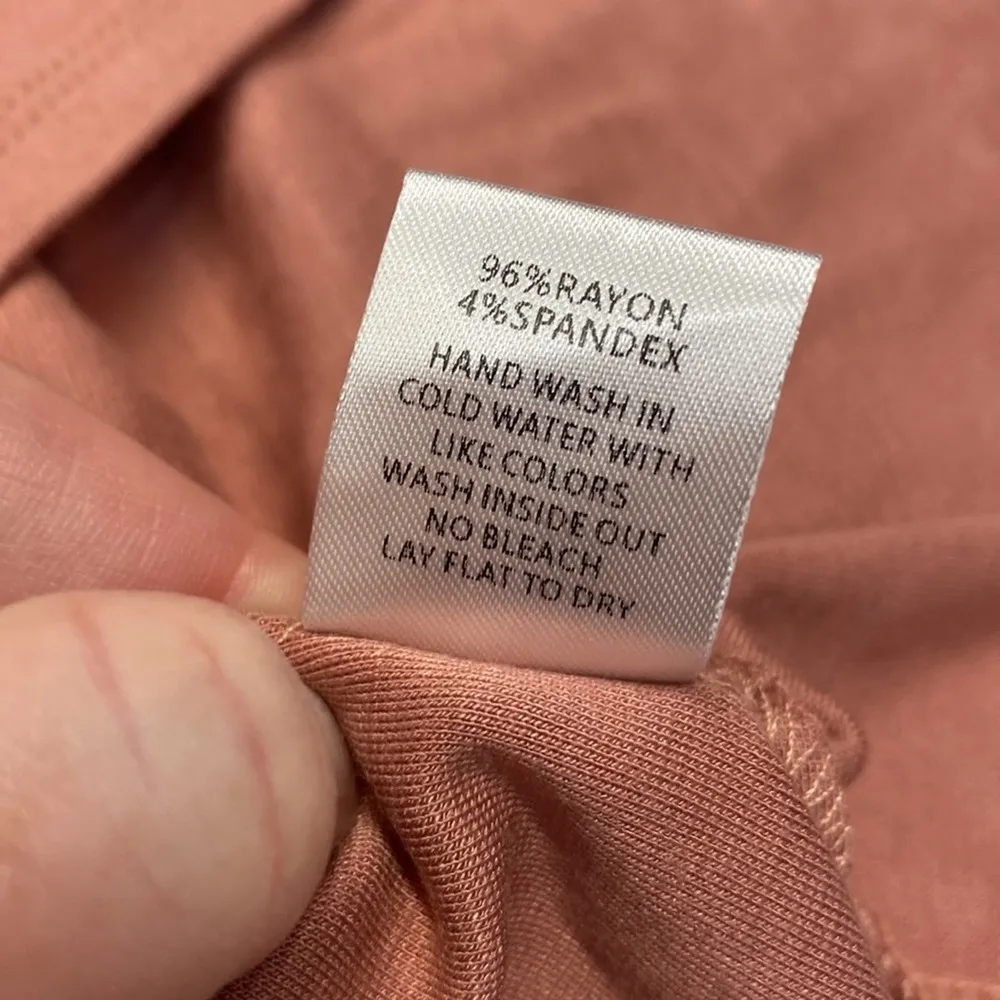 96%RAYON
4%SPANDEX
HAND WASH IN
COLD WATER WITH
LIKE COLORS
WASH INSIDE OUT
NO BLEACH
LAY FLAT TO DRY